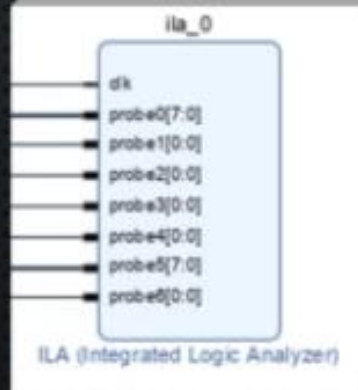 ila_0
clk
probe0[7:0]
probe1[0:0]
probe2[0:0]
probe3[0:0]
probe4[0:0]
probe5[7:0]
probe6[0:0]
ILA (Integrated Logic Analyzer)